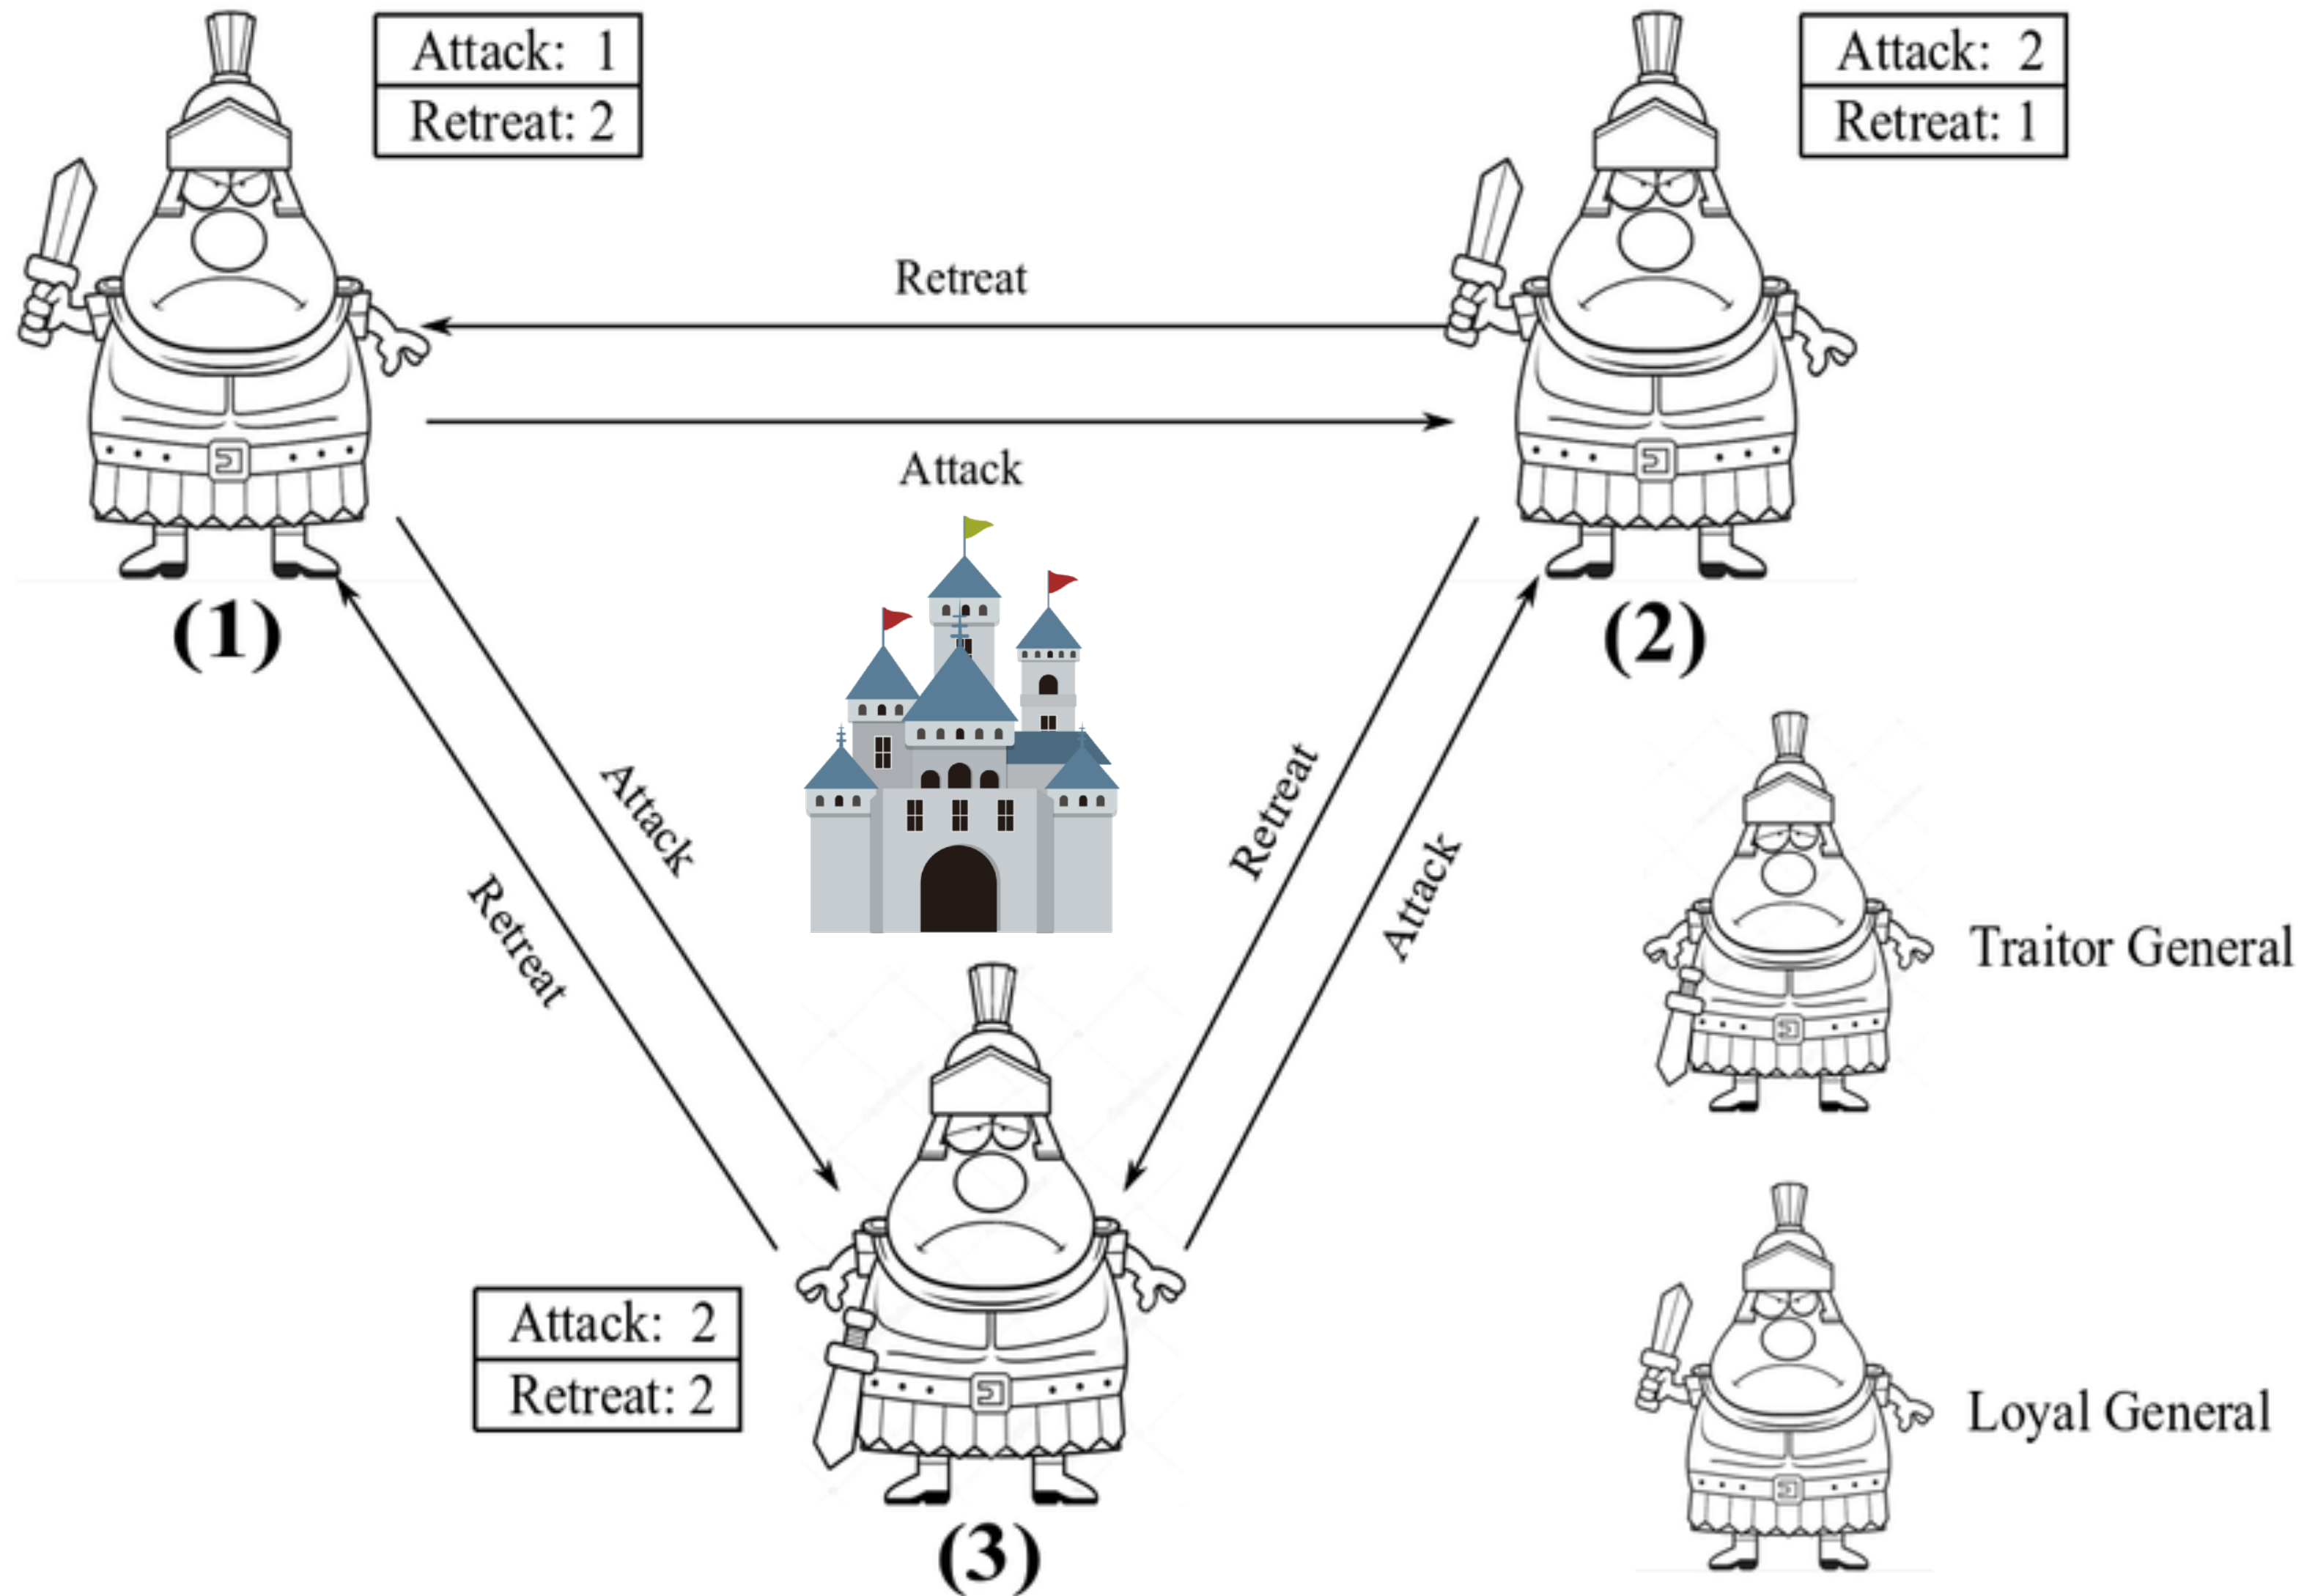 Attack: 1
Retreat: 2
Attack: 2
Retreat: 1
Retreat
Attack
(1)
(2)
Attack
Retreat
Retreat
Attack
Traitor General
Attack: 2
Retreat: 2
Loyal General
(3)